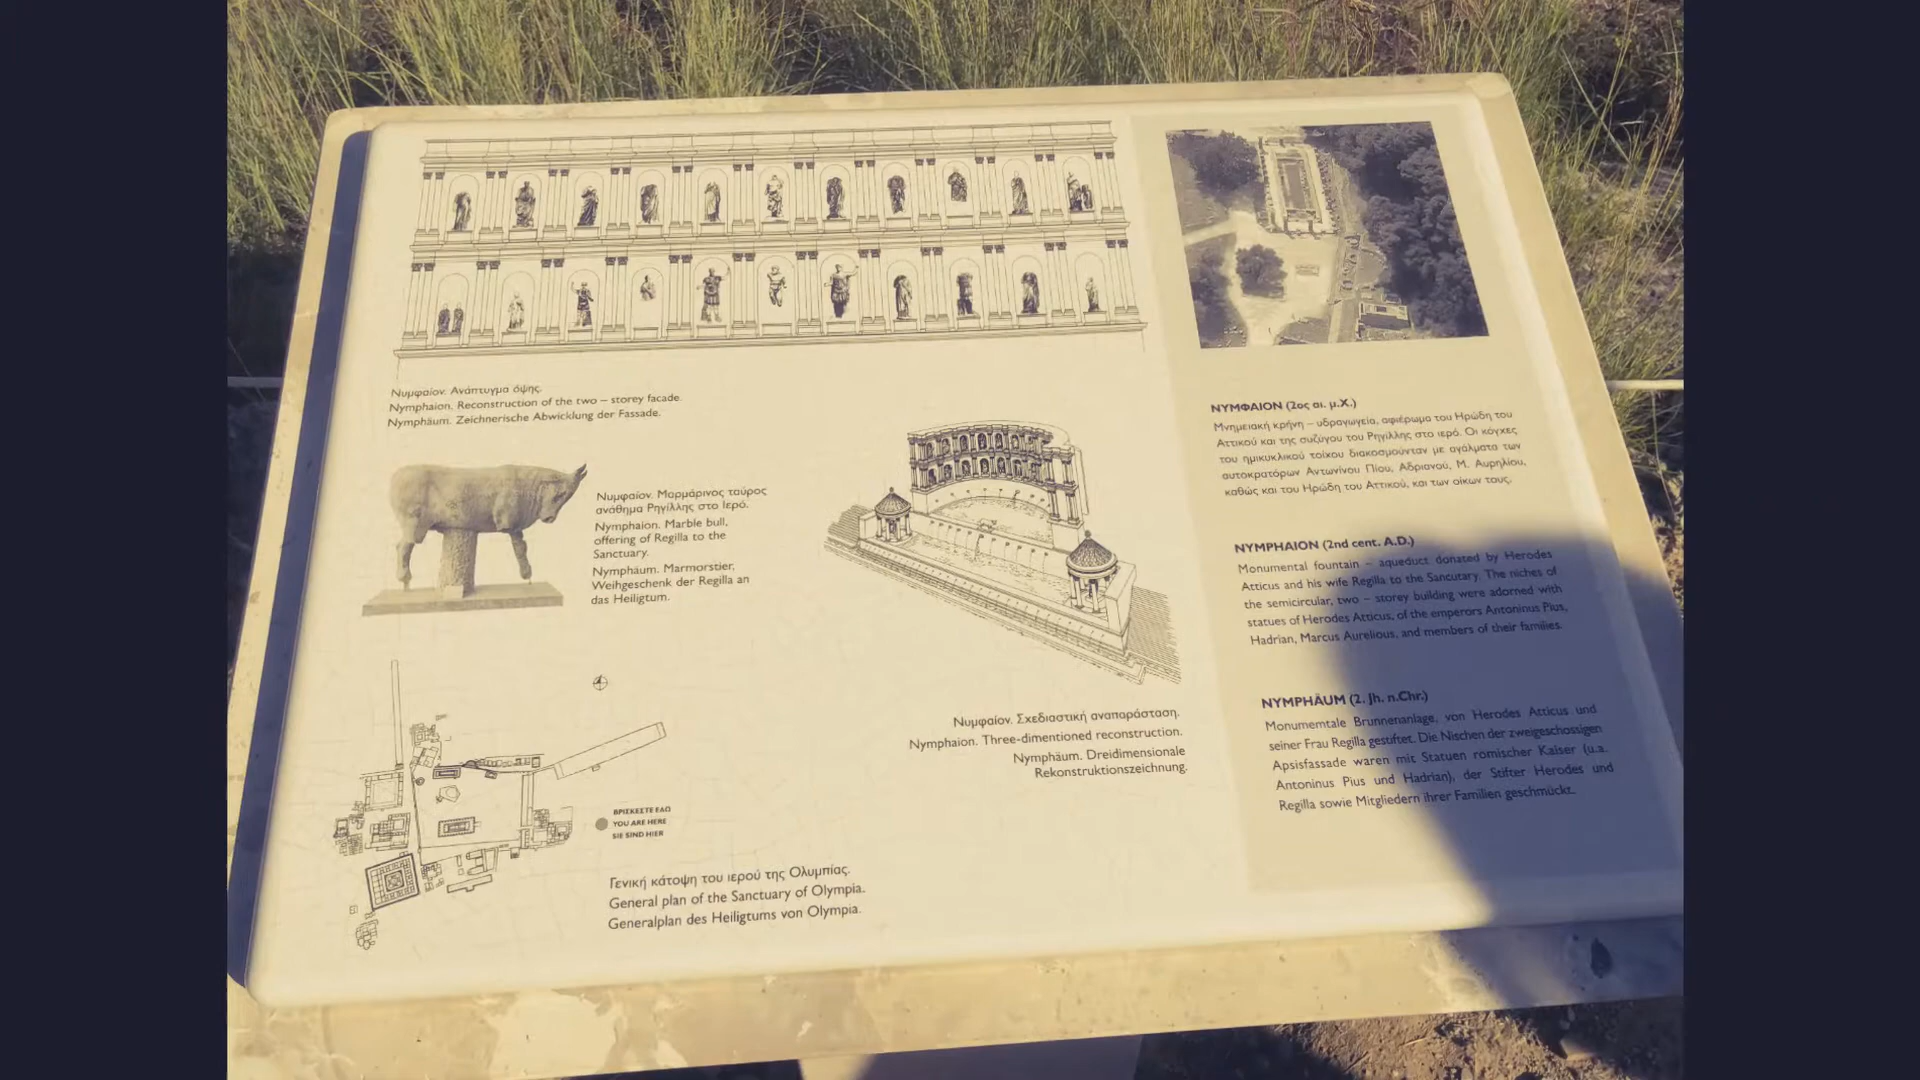 Νυμφαίον. Ανάπτυγμα όψης.
Nymphaion. Reconstruction of the two – storey facade.
Nymphäum. Zeichnerische Abwicklung der Fassade.
Νυμφαίον. Μαρμάρινος ταύρος
ανάθημα Ρηγίλλης στο Ιερό.
Nymphaion. Marble bull,
offering of Regilla to the
Sanctuary.
Nymphäum. Marmorstier,
Weihgeschenk der Regilla an
das Heiligtum.
Νυμφαίον. Σχεδιαστική αναπαράσταση.
Nymphaion. Three-dimentioned reconstruction.
Nymphäum. Dreidimensionale
Rekonstruktionszeichnung.
ΒΡΙΣΚΕΣΤΕ ΕΔΩ
YOU ARE HERE
SIE SIND HIER
Γενική κάτοψη του ιερού της Ολυμπίας.
General plan of the Sanctuary of Olympia.
Generalplan des Heiligtums von Olympia.
ΝΥΜΦΑΙΟΝ (2ος αι. μ.Χ.)
Μνημειακή κρήνη – υδραγωγείο, αφιέρωμα του Ηρώδη του
Αττικού και της συζύγου του Ρηγίλλης στο ιερό. Οι κόγχες
του ημικυκλικού τοίχου διακοσμούνταν με αγάλματα των
αυτοκρατόρων Αντωνίνου Πίου, Αδριανού, Μ. Αυρηλίου,
καθώς και του Ηρώδη του Αττικού, και των οίκων τους.
NYMPHAION (2nd cent. A.D.)
Monumental fountain – aqueduct donated by Herodes
Atticus and his wife Regilla to the Sancutary. The niches of
the semicircular, two – storey building were adorned with
statues of Herodes Atticus, of the emperors Antoninus Pius,
Hadrian, Marcus Aurelious, and members of their families.
NYMPHÄUM (2. Jh. n.Chr.)
Monumemtale Brunnenanlage, von Herodes Atticus und
seiner Frau Regilla gestiftet. Die Nischen der zweigeschossigen
Apsisfassade waren mit Statuen römischer Kaiser (u.a.
Antoninus Pius und Hadrian), der Stifter Herodes und
Regilla sowie Mitgliedern ihrer Familien geschmückt.